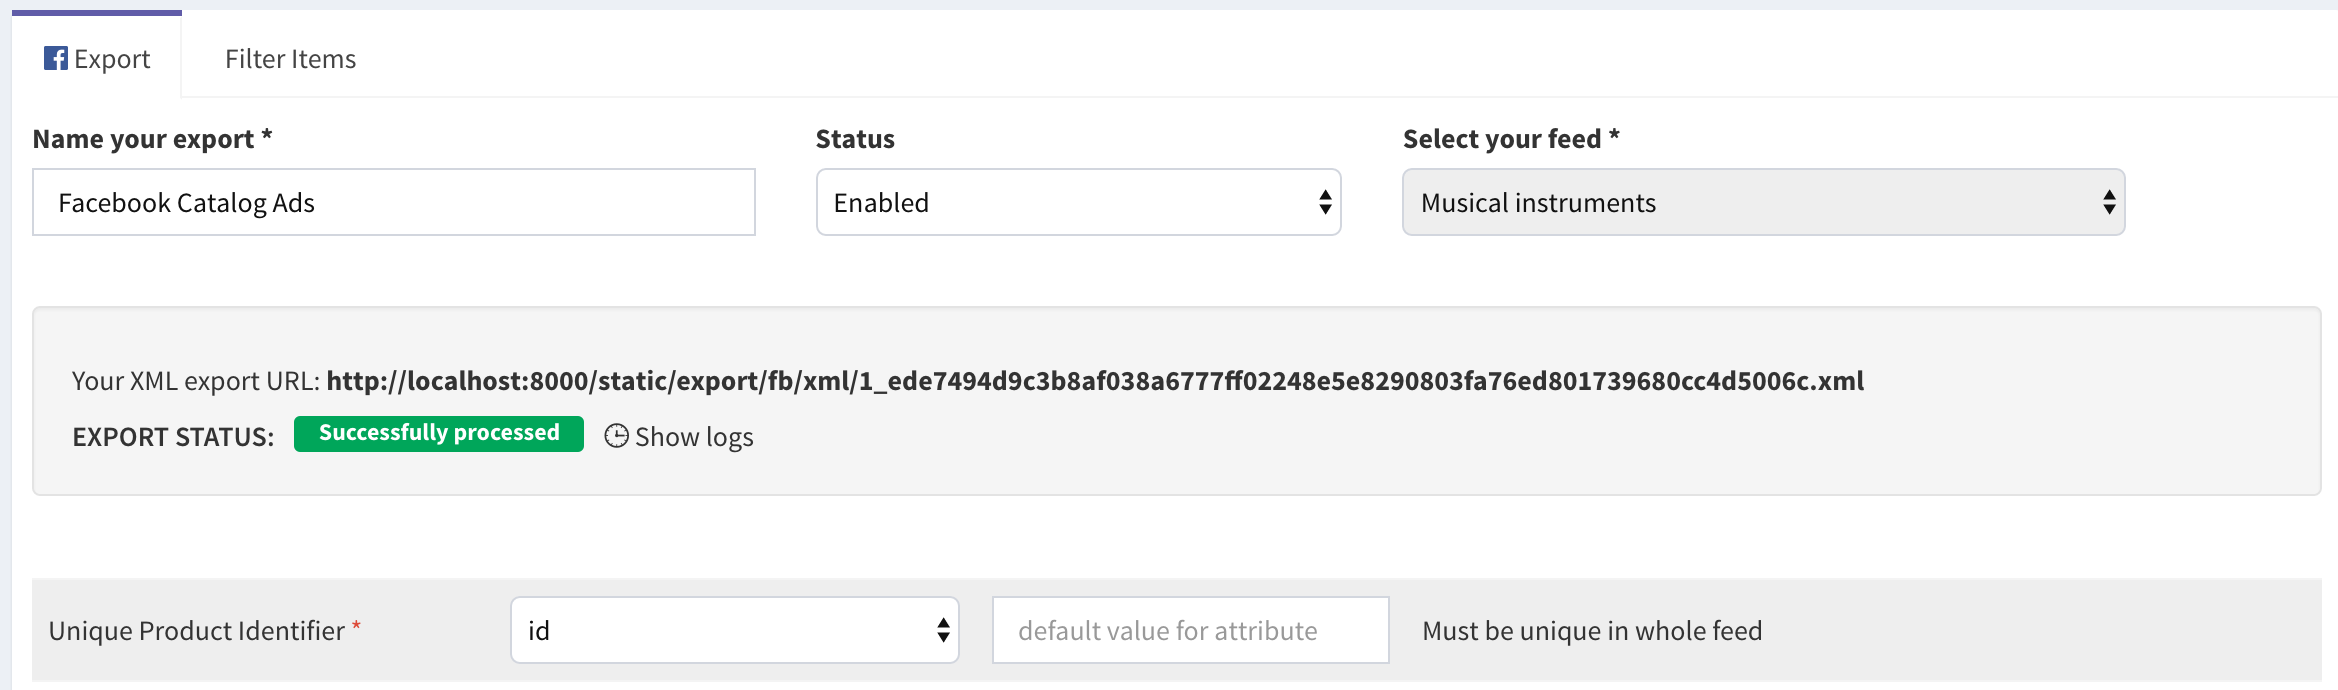 Export
Filter Items
Name your export *
Status
Select your feed *
Facebook Catalog Ads
Enabled
Musical instruments
Your XML export URL: http://localhost:8000/static/export/fb/xml/1_ede7494d9c3b8af038a6777ff02248e5e8290803fa76ed801739680cc4d5006c.xml
EXPORT STATUS: Successfully processed Show logs
Unique Product Identifier * id default value for attribute Must be unique in whole feed